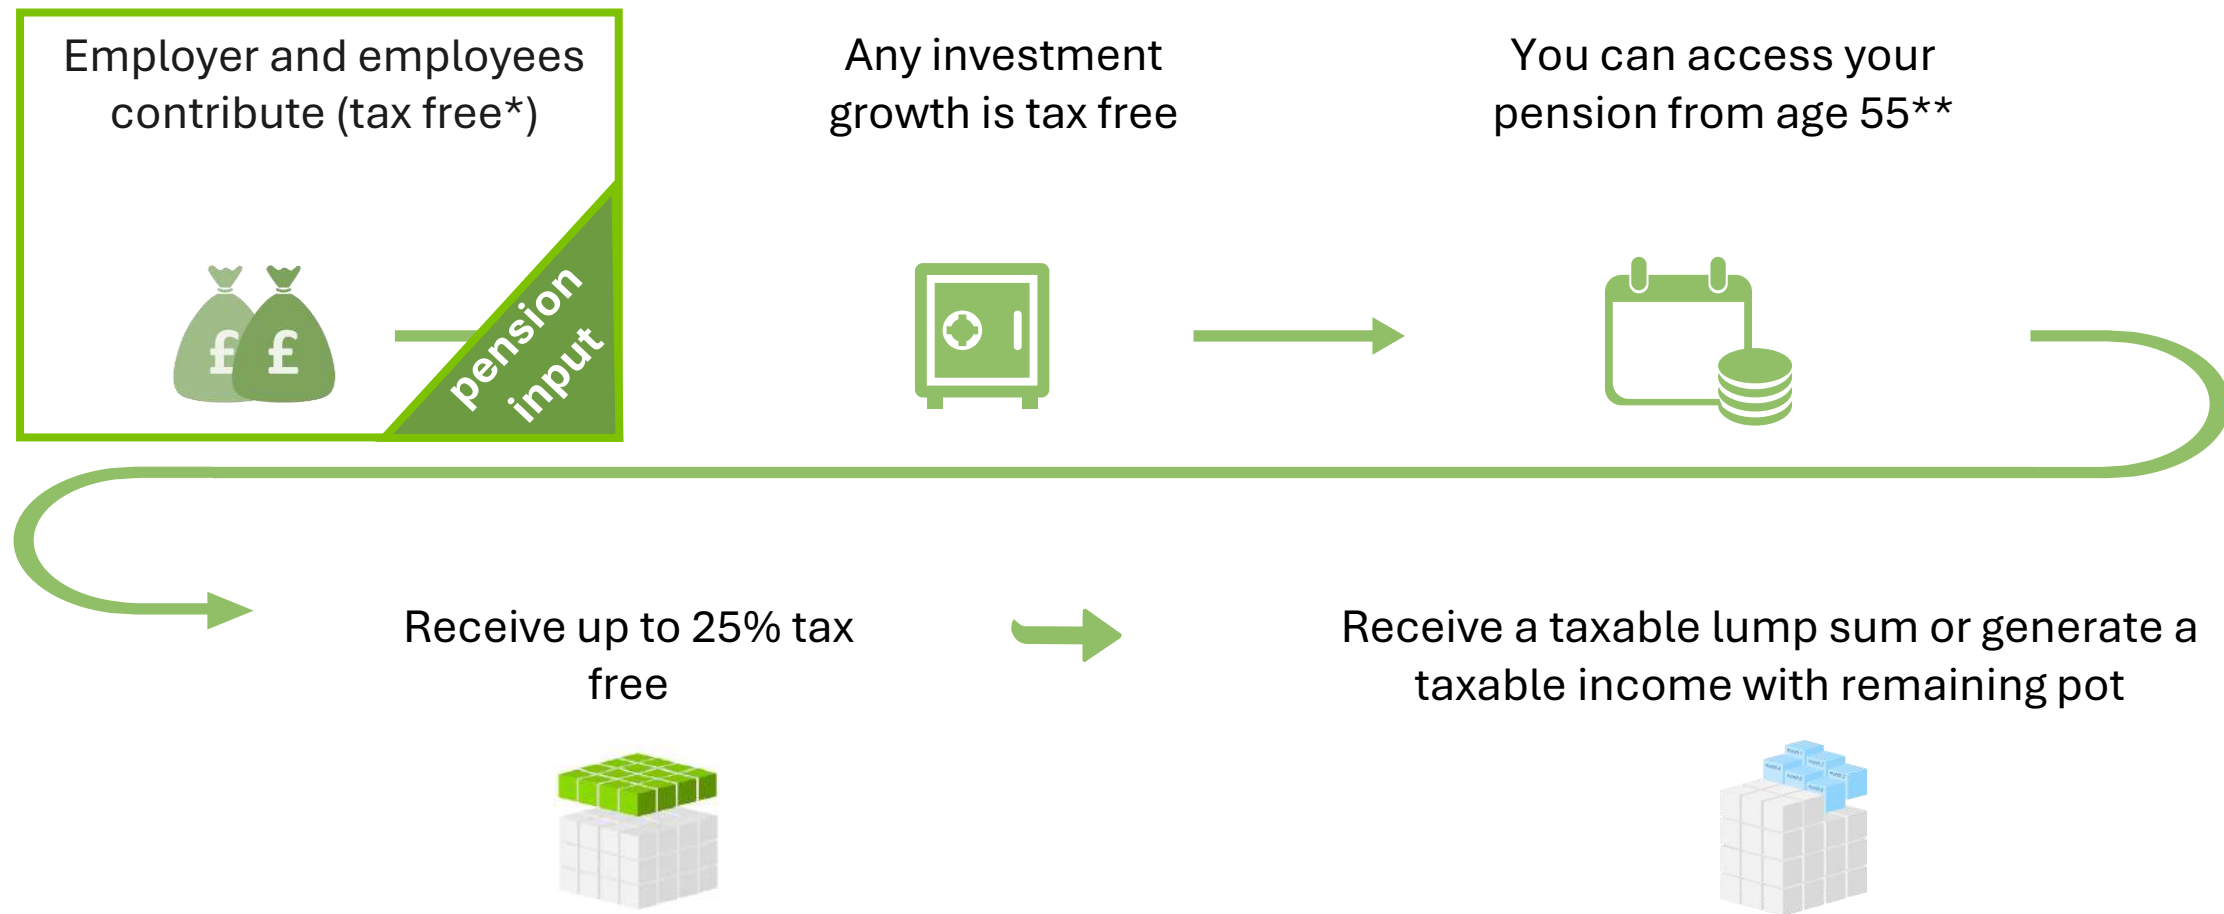 Employer and employees
contribute (tax free*)
£
£
pension
input
Any investment
growth is tax free
You can access your
pension from age 55**
Receive up to 25% tax
free
Receive a taxable lump sum or generate a
taxable income with remaining pot